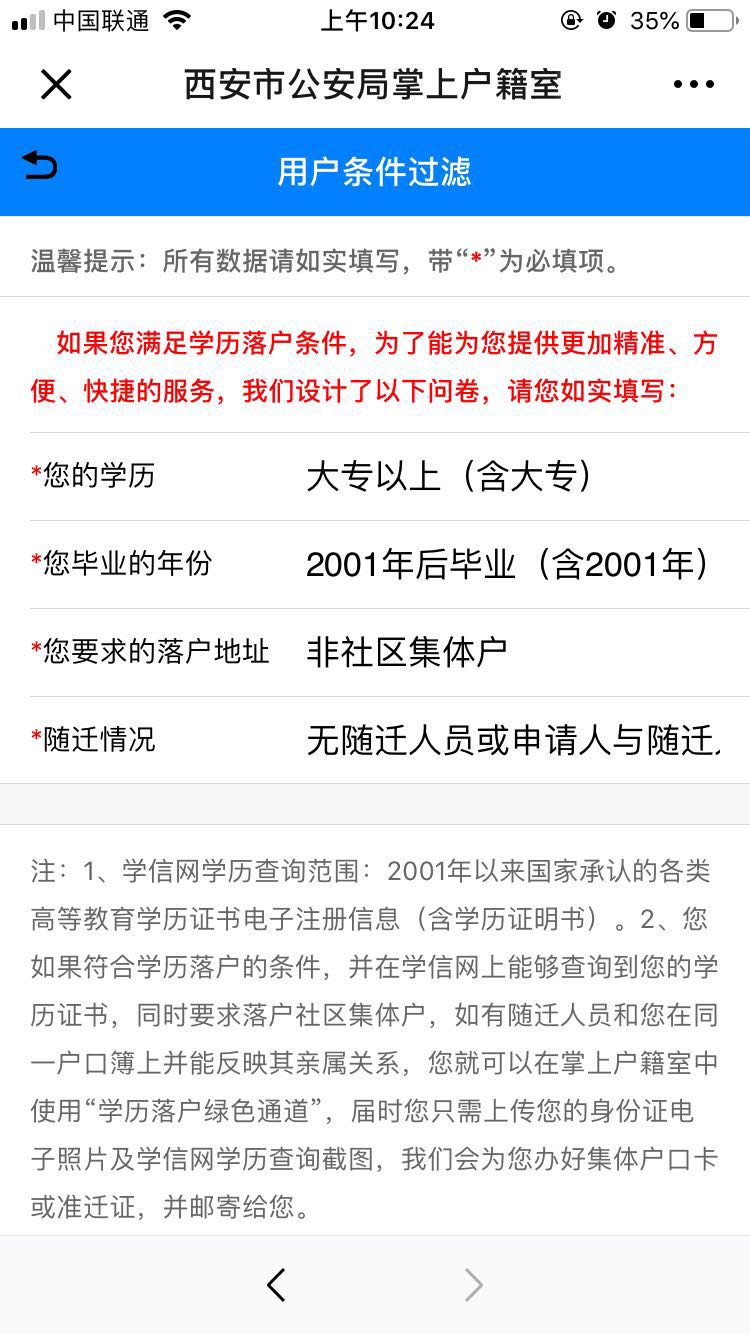 中国联通
上午10:24
35%
西安市公安局掌上户籍室
用户条件过滤
温馨提示：所有数据请如实填写，带“*”为必填项。
如果您满足学历落户条件，为了能为您提供更加精准、方
便、快捷的服务，我们设计了以下问卷，请您如实填写：
*您的学历 大专以上（含大专）
*您毕业的年份 2001年后毕业（含2001年）
*您要求的落户地址 非社区集体户
*随迁情况 无随迁人员或申请人与随迁
注：1、学信网学历查询范围：2001年以来国家承认的各类
高等教育学历证书电子注册信息（含学历证明书）。2、您
如果符合学历落户的条件，并在学信网上能够查询到您的学
历证书，同时要求落户社区集体户，如有随迁人员和您在同
一户口簿上并能反映其亲属关系，您就可以在掌上户籍室中
使用“学历落户绿色通道”，届时您只需上传您的身份证电
子照片及学信网学历查询截图，我们会为您办好集体户口卡
或准迁证，并邮寄给您。